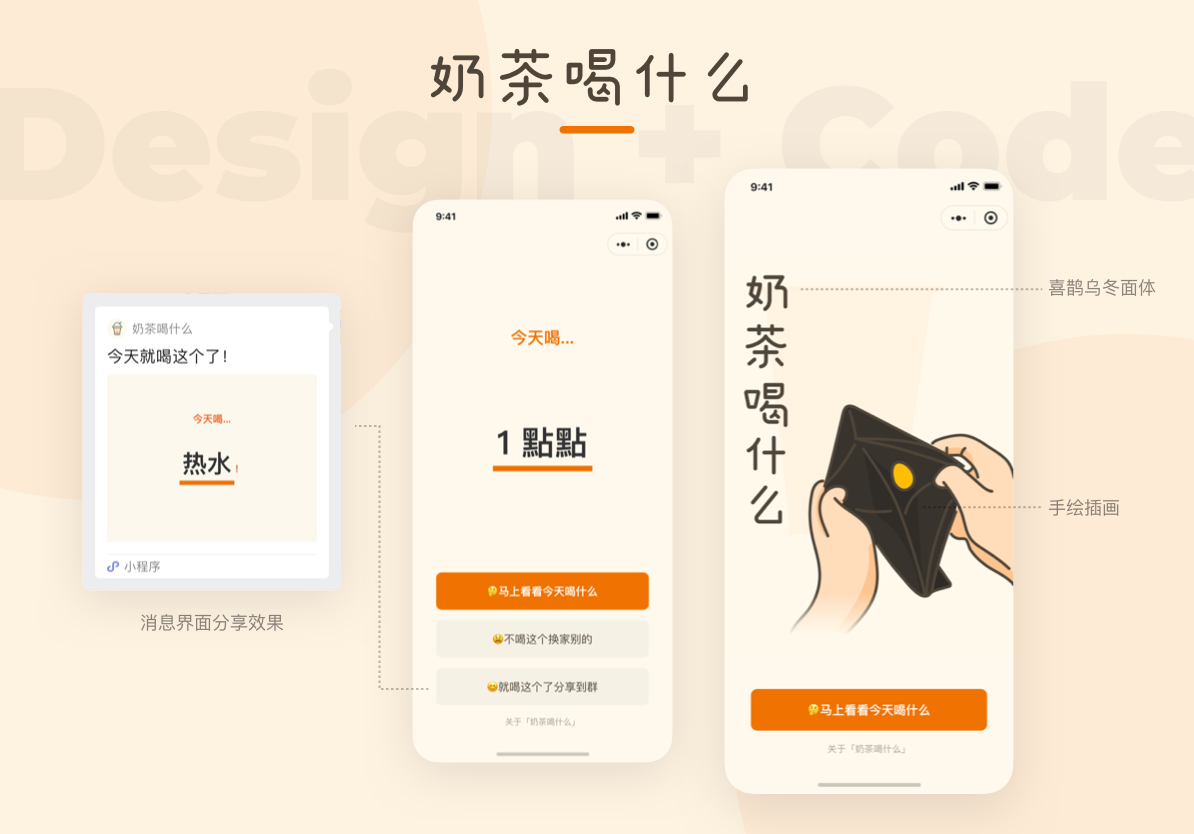 奶茶喝什么
Design + Code
奶茶喝什么
今天就喝这个了!
今天喝...
热水!
小程序
消息界面分享效果
9:41
今天喝...
1 點點
🤔马上看看今天喝什么
😫不喝这个换家别的
😋就喝这个了分享到群
关于「奶茶喝什么」
9:41
奶
茶
喝
什
么
🤔马上看看今天喝什么
关于「奶茶喝什么」
喜鹊乌冬面体
手绘插画